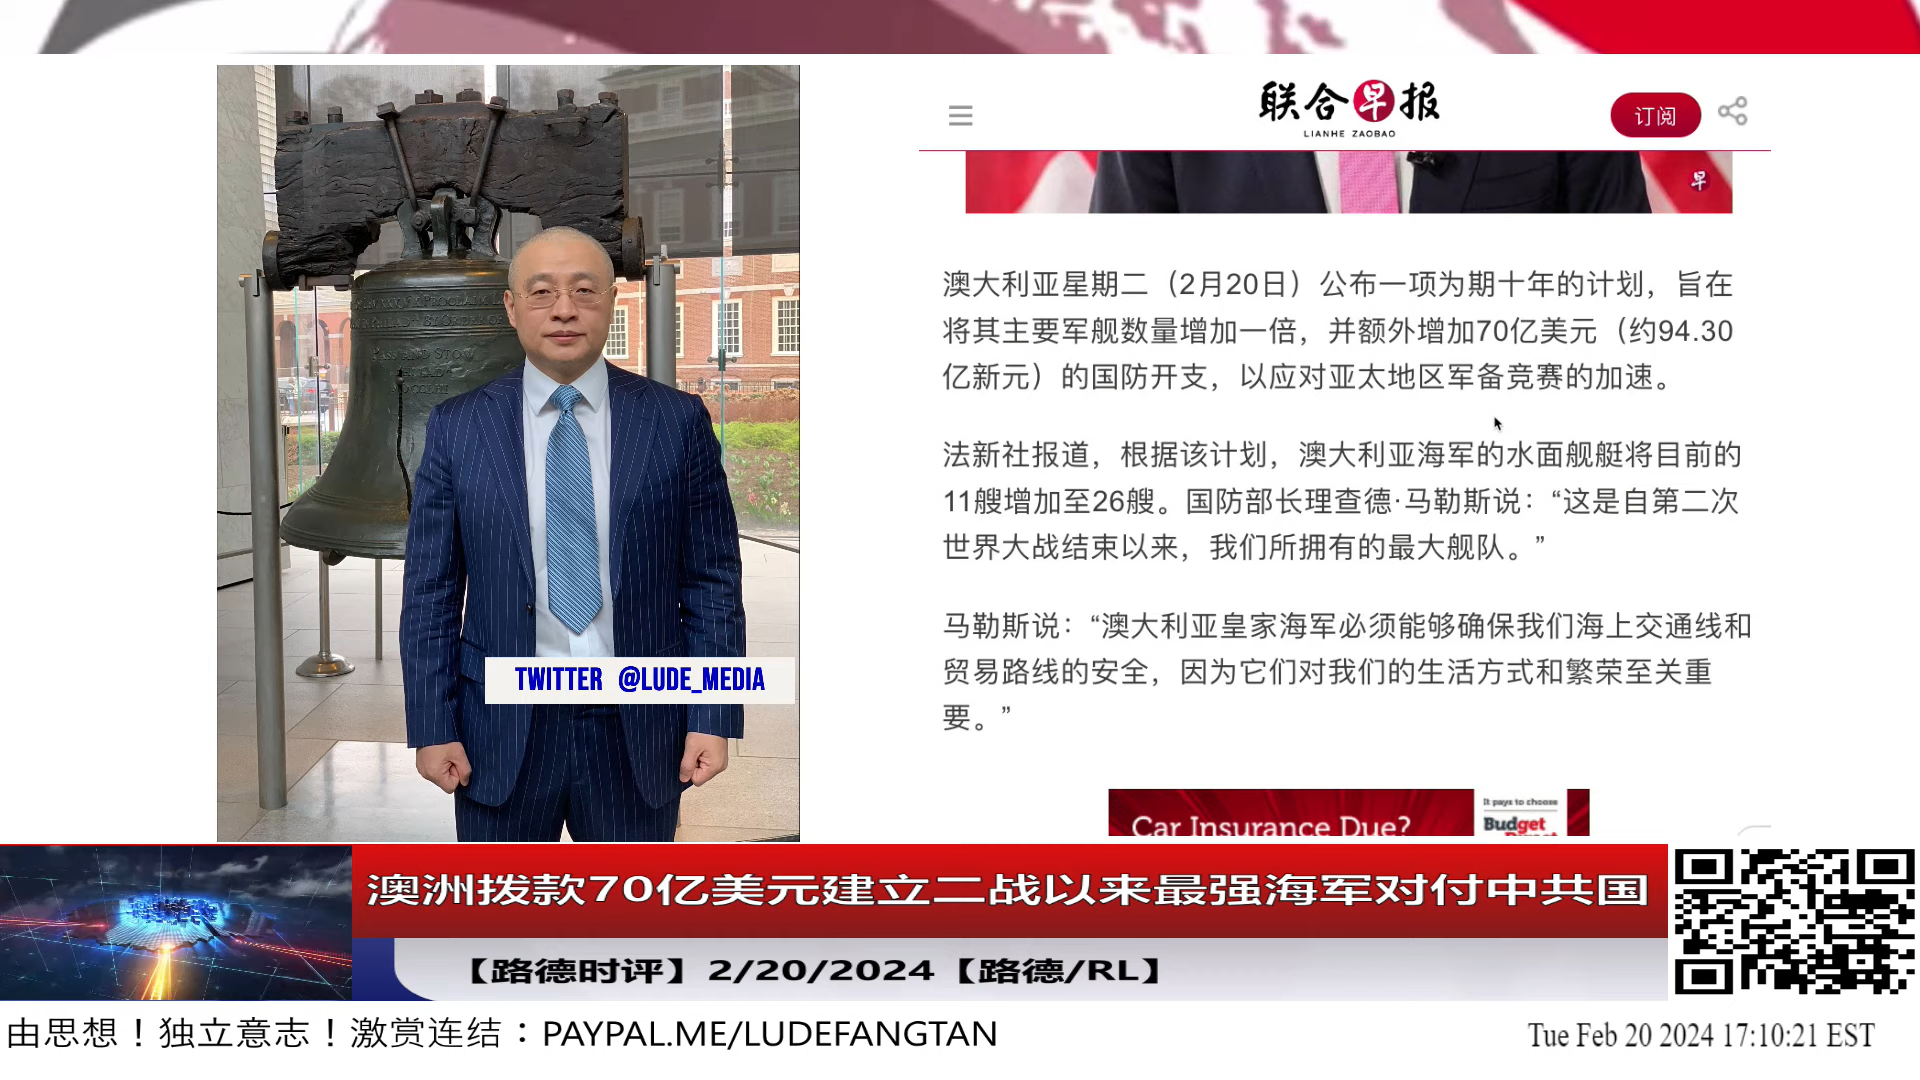 联合早报
LIANHE ZAOBAO
订阅
早
澳大利亚星期二（2月20日）公布一项为期十年的计划，旨在
将其主要军舰数量增加一倍，并额外增加70亿美元（约94.30
亿新元）的国防开支，以应对亚太地区军备竞赛的加速。
法新社报道，根据该计划，澳大利亚海军的水面舰艇将目前的
11艘增加至26艘。国防部长理查德·马勒斯说：“这是自第二次
世界大战结束以来，我们所拥有的最大舰队。”
马勒斯说：“澳大利亚皇家海军必须能够确保我们海上交通线和
贸易路线的安全，因为它们对我们的生活方式和繁荣至关重
要。”
Car Insurance Due?
It pays to choose
Budget
PASS AND STOW
TWITTER @LUDE_MEDIA
澳洲拨款70亿美元建立二战以来最强海军对付中共国
【路德时评】2/20/2024【路德/RL】
由思想！独立意志！激赏连结：PAYPAL.ME/LUDEFANGTAN
Tue Feb 20 2024 17:10:21 EST